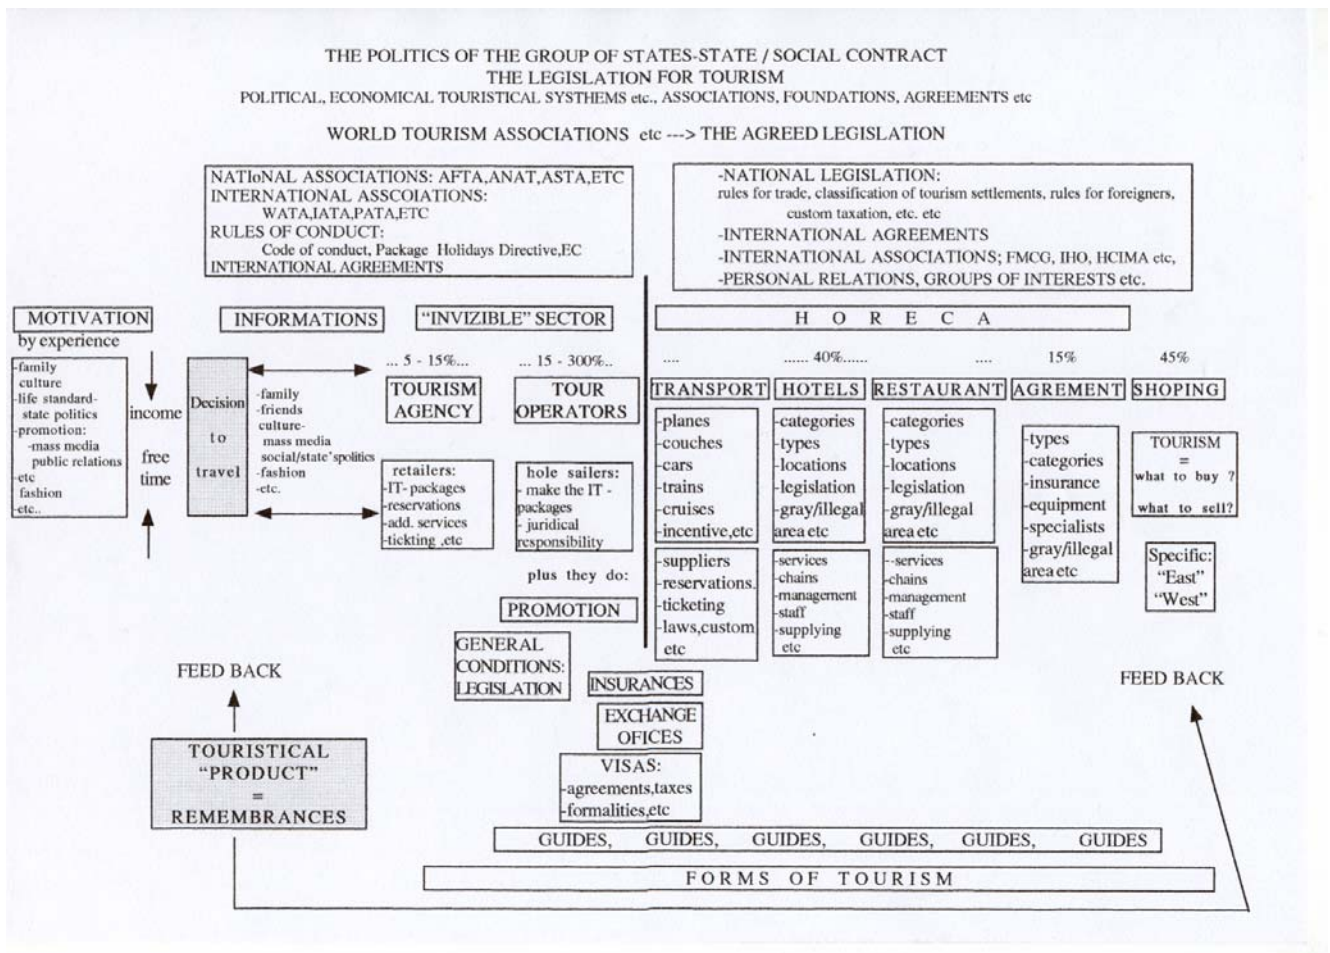 THE POLITICS OF THE GROUP OF STATES-STATE / SOCIAL CONTRACT
THE LEGISLATION FOR TOURISM
POLITICAL, ECONOMICAL TOURISTICAL SYSTHEMS etc., ASSOCIATIONS, FOUNDATIONS, AGREEMENTS etc
WORLD TOURISM ASSOCIATIONS etc ---> THE AGREED LEGISLATION
NATIoNAL ASSOCIATIONS: AFTA,ANAT,ASTA,ETC
INTERNATIONAL ASSCOIATIONS:
WATA,IATA,PATA,ETC
RULES OF CONDUCT:
Code of conduct, Package Holidays Directive,EC
INTERNATIONAL AGREEMENTS
-NATIONAL LEGISLATION:
rules for trade, classification of tourism settlements, rules for foreigners,
custom taxation, etc. etc
-INTERNATIONAL AGREEMENTS
-INTERNATIONAL ASSOCIATIONS; FMCG, IHO, HCIMA etc,
-PERSONAL RELATIONS, GROUPS OF INTERESTS etc.
MOTIVATION
by experience
-family
culture
-life standard-
state politics
-promotion:
-mass media
public relations
-etc
fashion
-etc..
income
free
time
Decision
to
travel
INFORMATIONS
-family
-friends
culture-
mass media
social/state'spolitics
-fashion
-etc.
"INVIZIBLE" SECTOR
... 5 - 15%...
TOURISM
AGENCY
retailers:
-IT- packages
-reservations
-add. services
-tickting ,etc
... 15 - 300%..
TOUR
OPERATORS
hole sailers:
- make the IT -
packages
- juridical
responsibility
plus they do:
PROMOTION
GENERAL
CONDITIONS:
LEGISLATION
INSURANCES
EXCHANGE
OFICES
VISAS:
-agreements,taxes
-formalities,etc
H O R E C A
....
TRANSPORT
-planes
-couches
-cars
-trains
-cruises
-incentive,etc
-suppliers
-reservations.
-ticketing
-laws,custom
etc
...... 40%......
HOTELS
-categories
-types
-locations
-legislation
-gray/illegal
area etc
-services
-chains
-management
-staff
-supplying
etc
....
RESTAURANT
-categories
-types
-locations
-legislation
-gray/illegal
area etc
--services
-chains
-management
-staff
-supplying
etc
15%
AGREMENT
-types
-categories
-insurance
-equipment
-specialists
-gray/illegal
area etc
45%
SHOPING
TOURISM
=
what to buy ?
what to sell?
Specific:
"East"
"West"
FEED BACK
TOURISTICAL
"PRODUCT"
=
REMEMBRANCES
FEED BACK
GUIDES, GUIDES, GUIDES, GUIDES, GUIDES, GUIDES
FORMS OF TOURISM